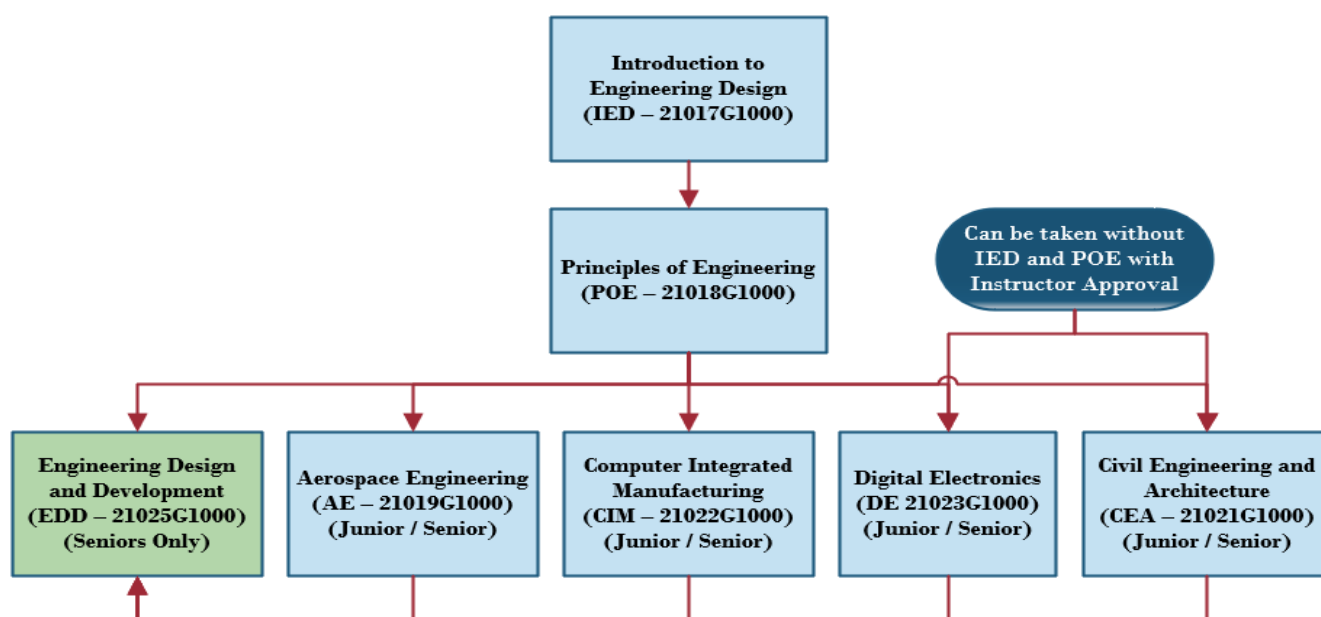 Introduction to
Engineering Design
(IED – 21017G1000)
Principles of Engineering
(POE – 21018G1000)
Can be taken without
IED and POE with
Instructor Approval
Engineering Design
and Development
(EDD – 21025G1000)
(Seniors Only)
Aerospace Engineering
(AE – 21019G1000)
(Junior / Senior)
Computer Integrated
Manufacturing
(CIM – 21022G1000)
(Junior / Senior)
Digital Electronics
(DE 21023G1000)
(Junior / Senior)
Civil Engineering and
Architecture
(CEA – 21021G1000)
(Junior / Senior)